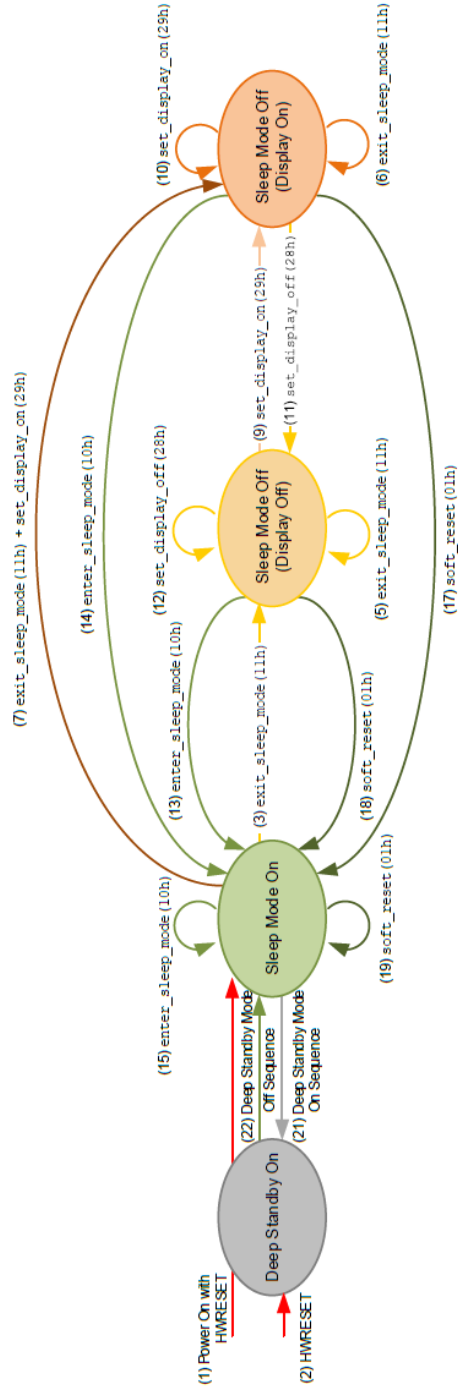 (7) exit_sleep_mode(11h) + set_display_on(29h)
(14) enter_sleep_mode(10h)
(10) set_display_on(29h)
(12) set_display_off(28h)
(13) enter_sleep_mode(10h)
(15) enter_sleep_mode(10h)
(1) Power On with
HWRESET
(2) HWRESET
Deep Standby On
(22) Deep Standby Mode
Off Sequence
(21) Deep Standby Mode
On Sequence
Sleep Mode On
(3) exit_sleep_mode(11h)
Sleep Mode Off
(Display Off)
(9) set_display_on(29h)
(11) set_display_off(28h)
Sleep Mode Off
(Display On)
(19) soft_reset(01h)
(18) soft_reset(01h)
(5) exit_sleep_mode(11h)
(6) exit_sleep_mode(11h)
(17) soft_reset(01h)